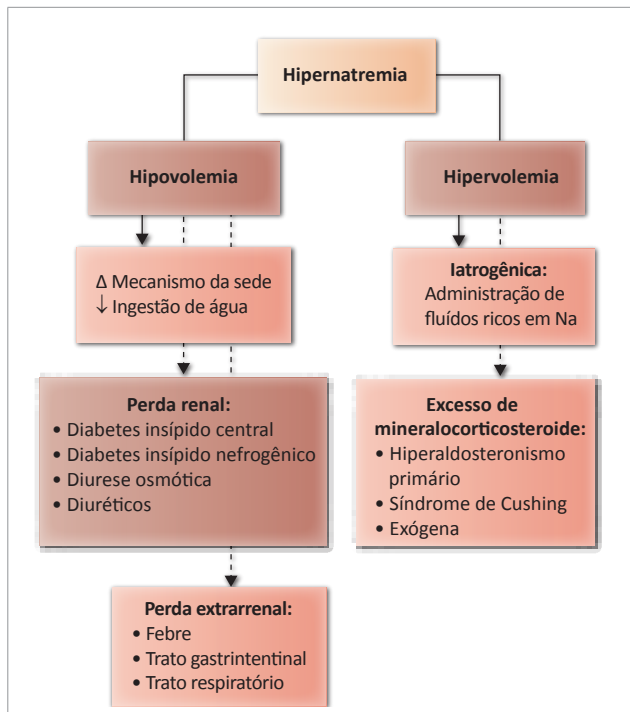 Hipernatremia
Hipovolemia
Hipervolemia
Δ Mecanismo da sede
↓ Ingestão de água
Iatrogênica:
Administração de
fluídos ricos em Na
Perda renal:
• Diabetes insípido central
• Diabetes insípido nefrogênico
• Diurese osmótica
• Diuréticos
Excesso de
mineralocorticosteroide:
• Hiperaldosteronismo
primário
• Síndrome de Cushing
• Exógena
Perda extrarrenal:
• Febre
• Trato gastrintentinal
• Trato respiratório